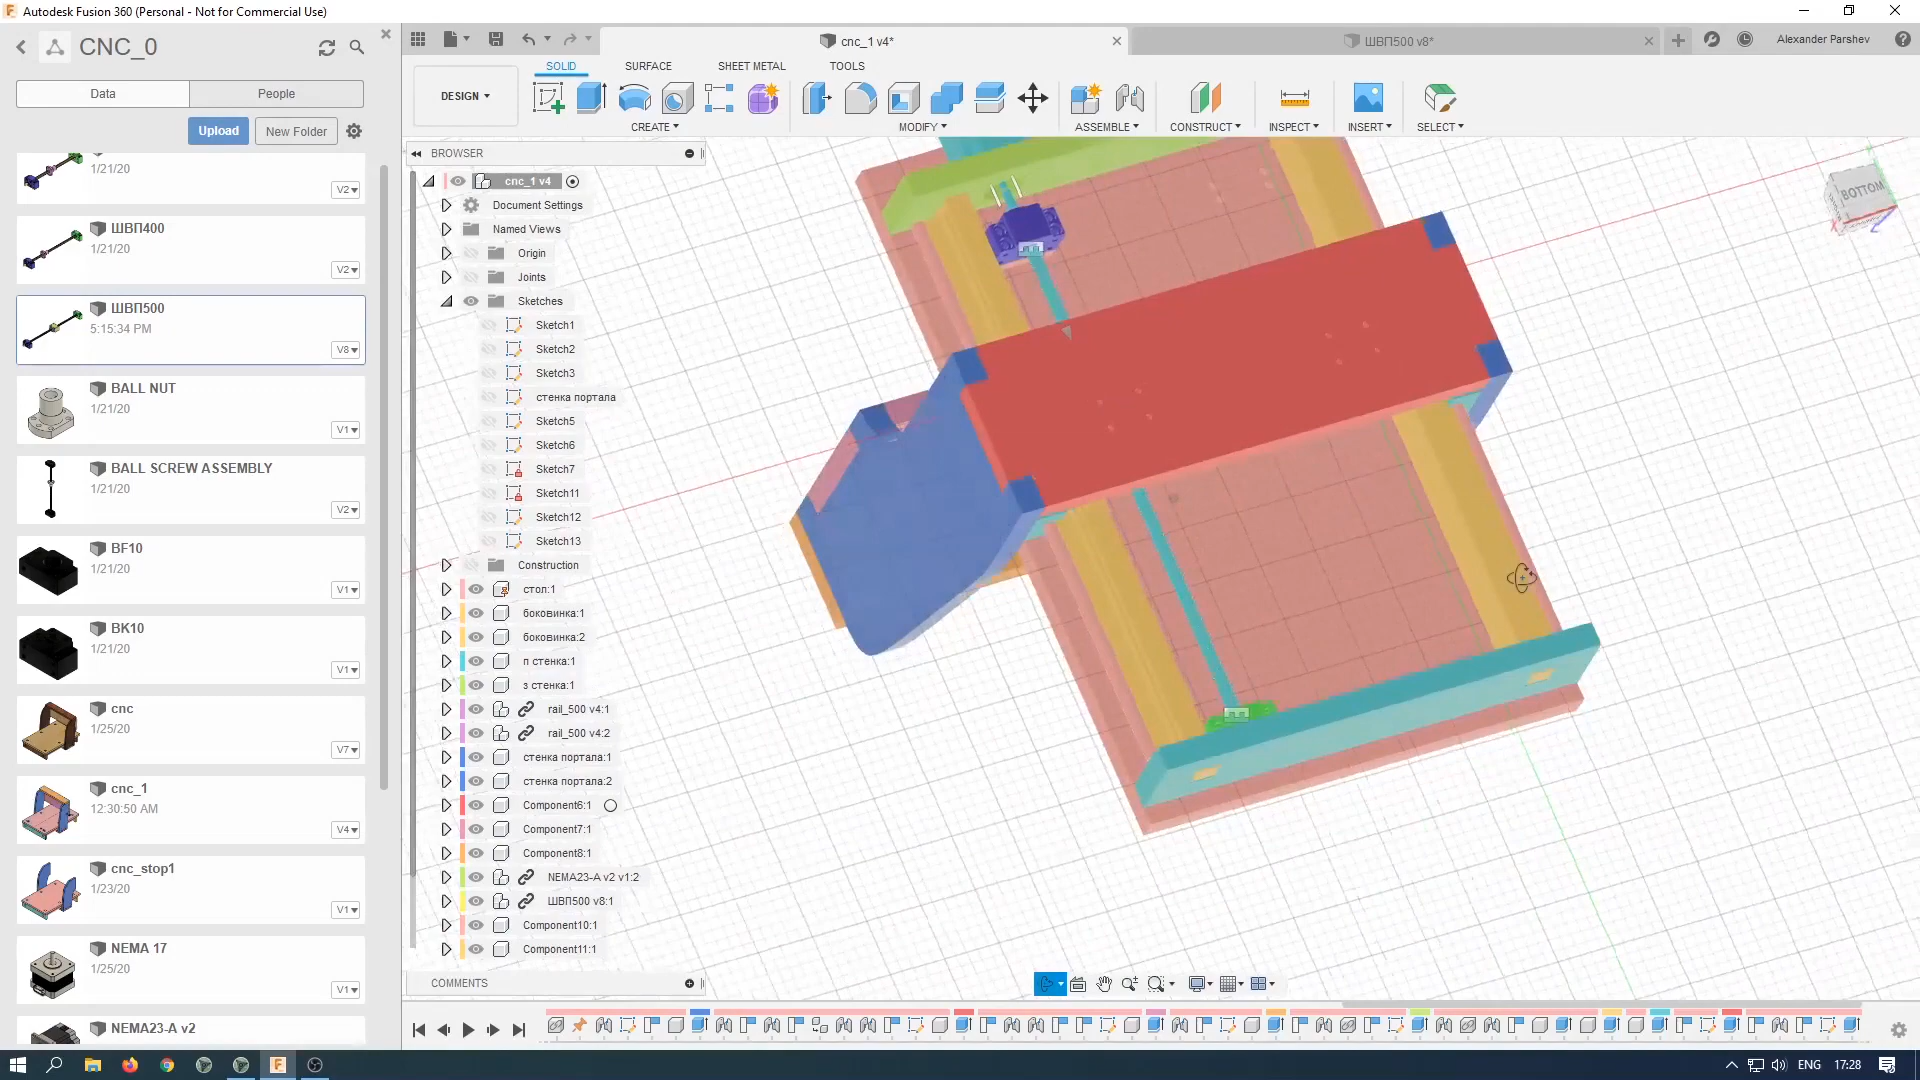 Autodesk Fusion 360 (Personal - Not for Commercial Use)
CNC_0
Data
People
Upload
New Folder
1/21/20
V2
ШВП400
1/21/20
V2
ШВП500
5:15:34 PM
V8
BALL NUT
1/21/20
V1
BALL SCREW ASSEMBLY
1/21/20
V2
BF10
1/21/20
V1
BK10
1/21/20
V1
cnc
1/25/20
V7
cnc_1
12:30:50 AM
V4
cnc_stop1
1/23/20
V1
NEMA 17
1/25/20
V1
NEMA23-A v2
cnc_1 v4*
ШВП500 v8*
Alexander Parshev
DESIGN
SOLID
SURFACE
SHEET METAL
TOOLS
CREATE
MODIFY
ASSEMBLE
CONSTRUCT
INSPECT
INSERT
SELECT
BROWSER
cnc_1 v4
Document Settings
Named Views
Origin
Joints
Sketches
Sketch1
Sketch2
Sketch3
стенка портала
Sketch5
Sketch6
Sketch7
Sketch11
Sketch12
Sketch13
Construction
стол:1
боковинка:1
боковинка:2
п стенка:1
з стенка:1
rail_500 v4:1
rail_500 v4:2
стенка портала:1
стенка портала:2
Component6:1
Component7:1
Component8:1
NEMA23-A v2 v1:2
ШВП500 v8:1
Component10:1
Component11:1
COMMENTS
BOTTOM
ENG
17:28